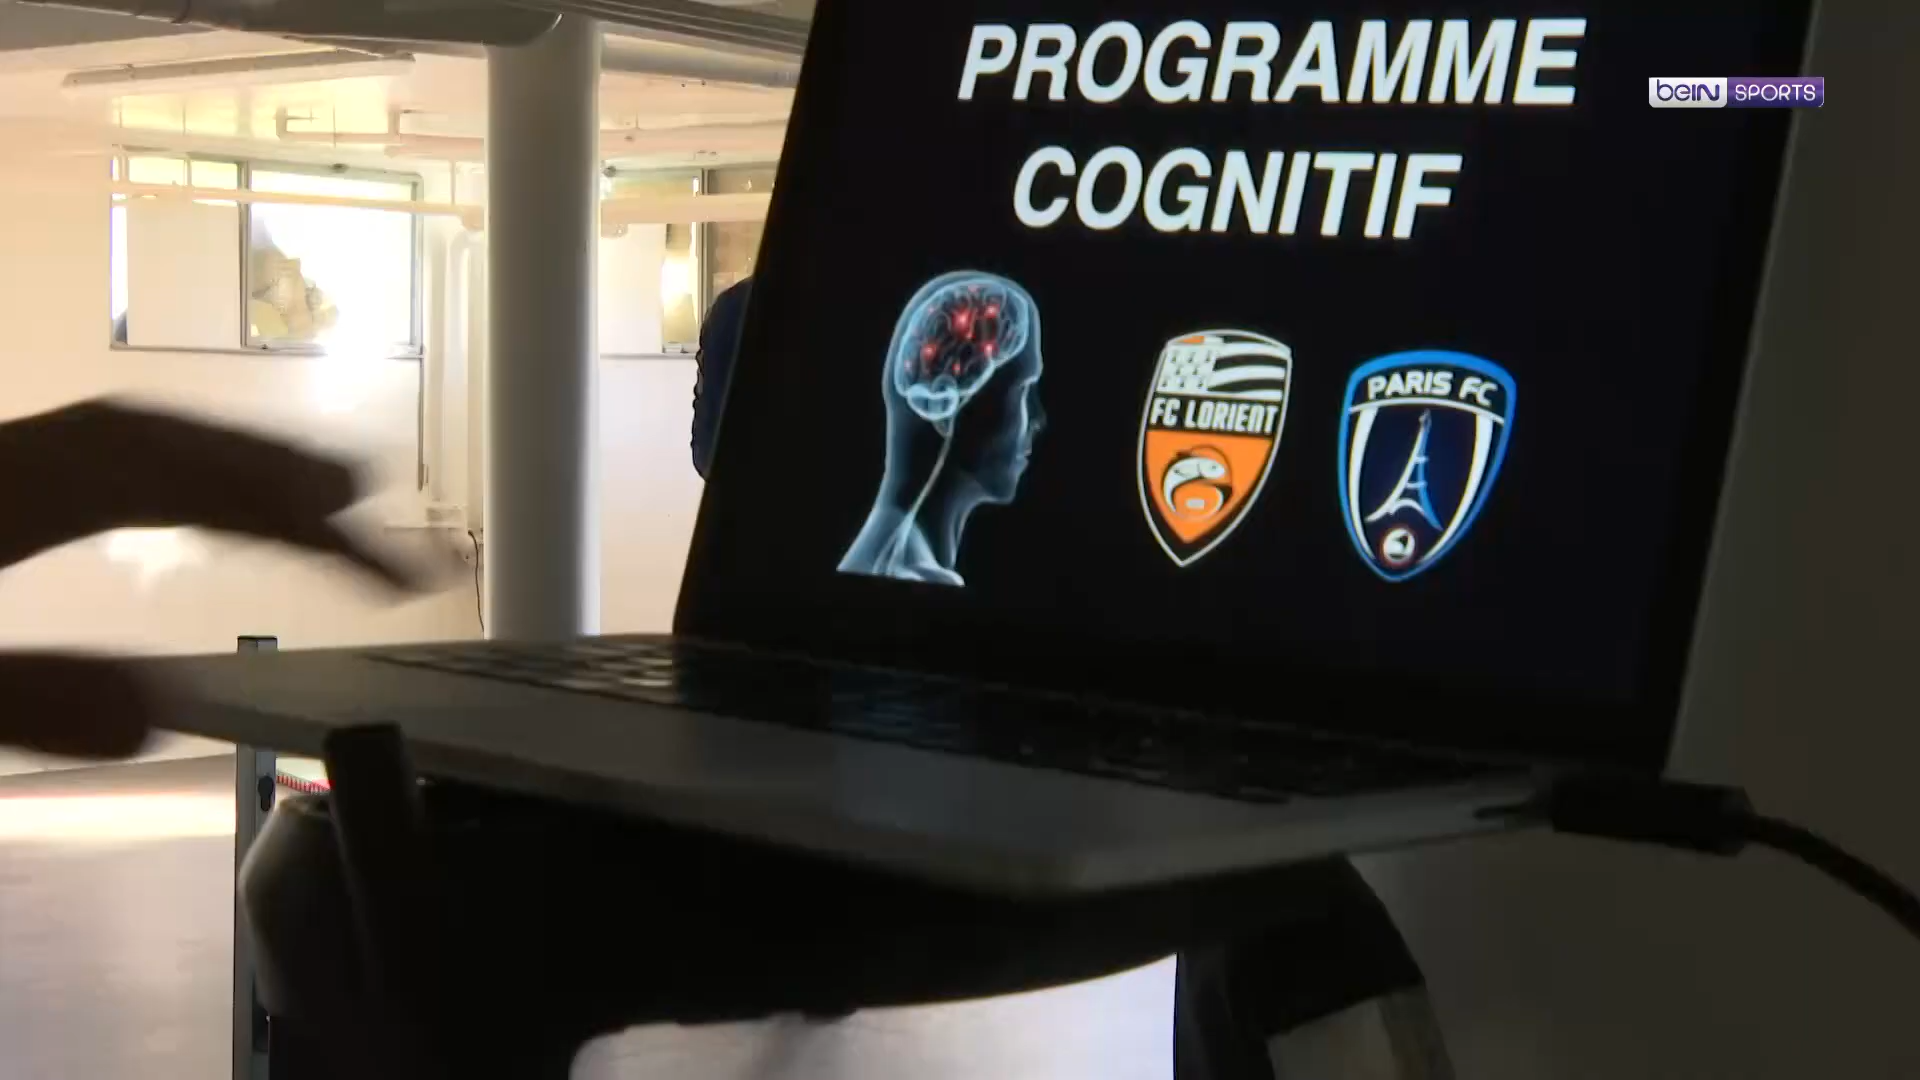 PROGRAMME
COGNITIF
beIN SPORTS
FC LORIENT
PARIS FC